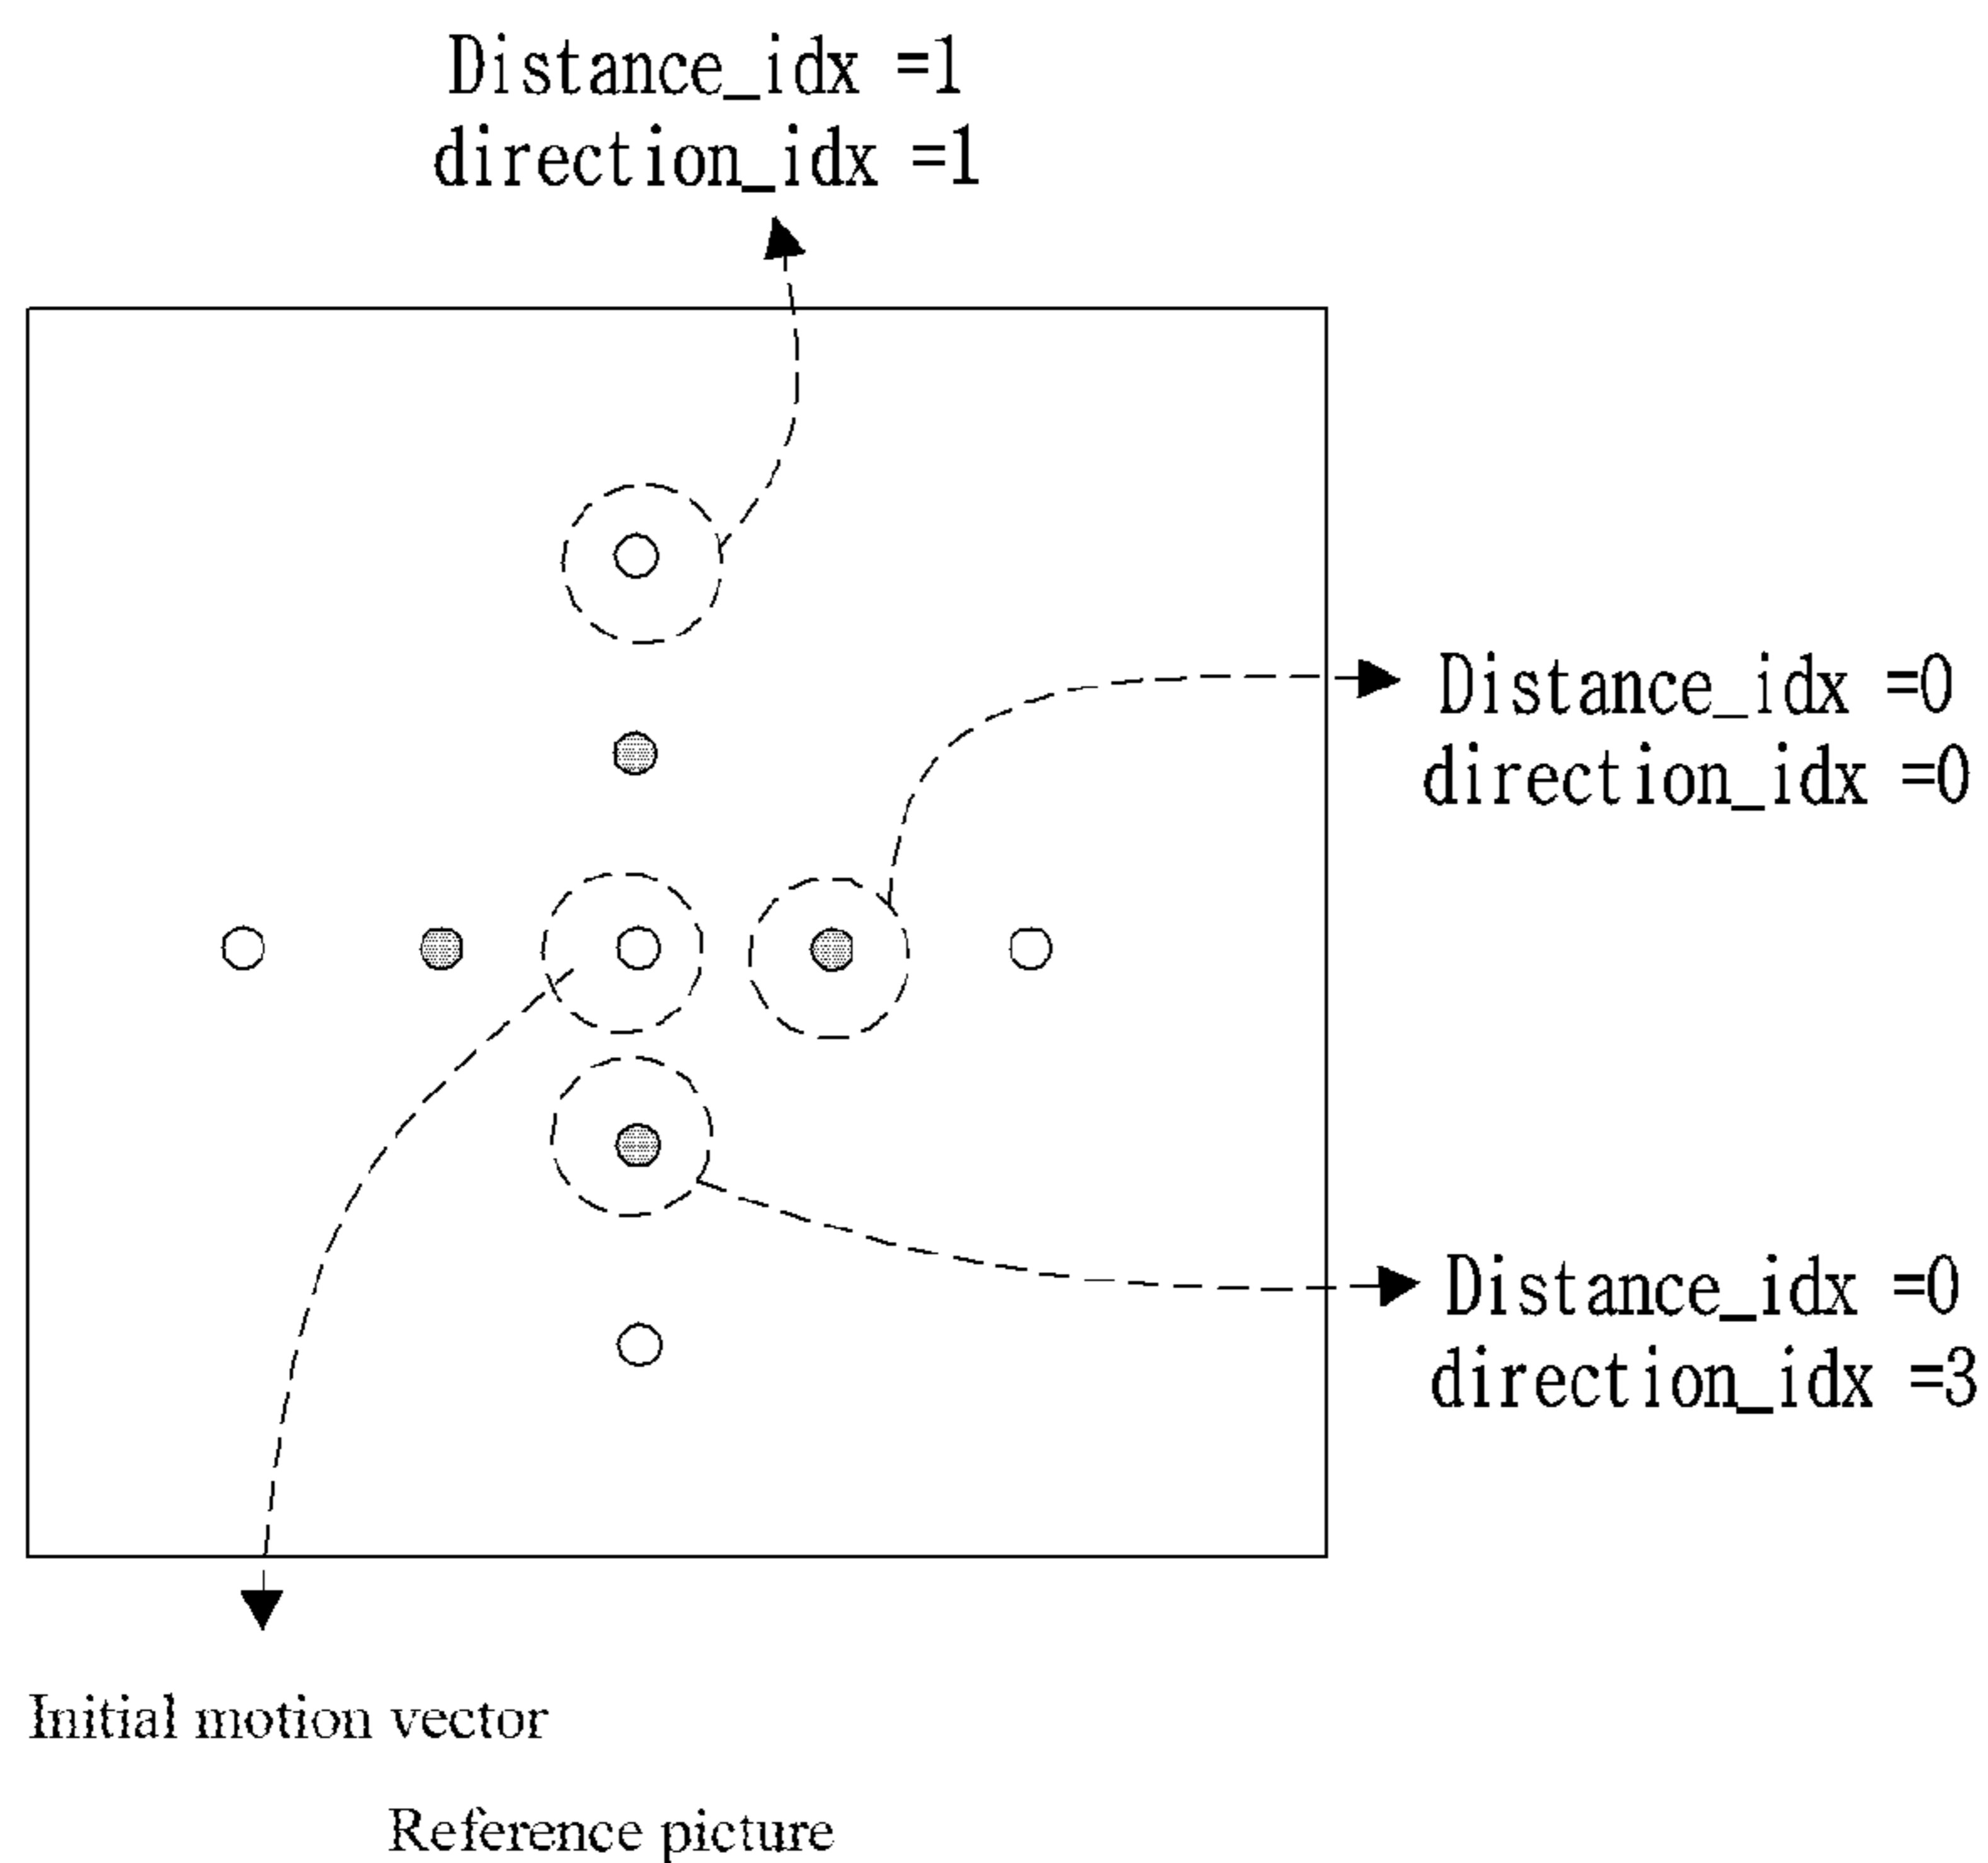 Distance_idx =1
direction_idx =1
Distance_idx =0
direction_idx =0
Distance_idx =0
direction_idx =3
Initial motion vector
Reference picture